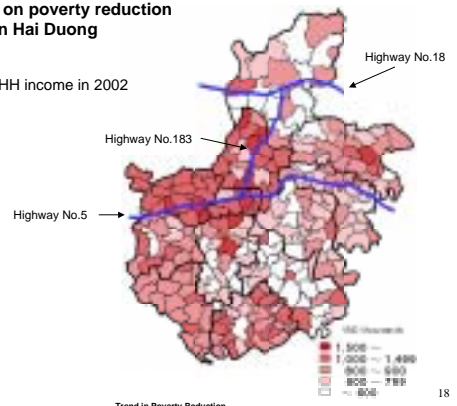 on poverty reduction
n Hai Duong
HH income in 2002
Highway No.18
Highway No.183
Highway No.5
1,500 ~
1,000 ~ 1,499
~ 600
18
Trend in Poverty Reduction